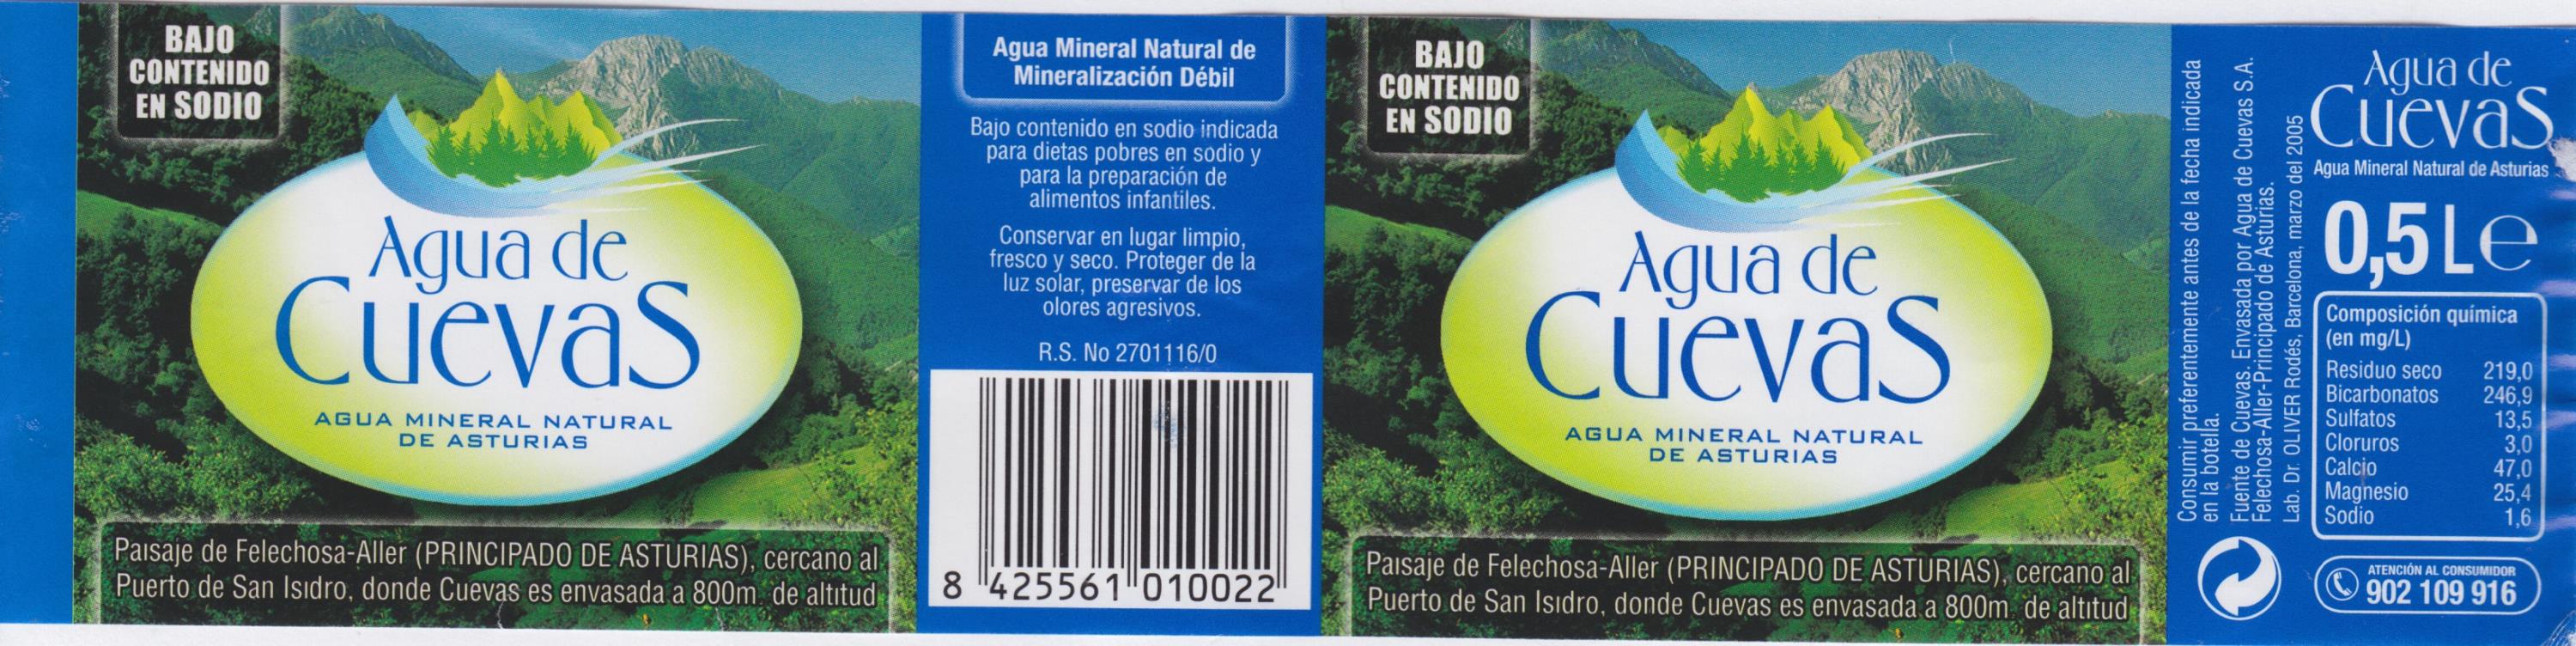 BAJO
CONTENIDO
EN SODIO
Agua de
Cuevas
AGUA MINERAL NATURAL
DE ASTURIAS
Paisaje de Felechosa-Aller (PRINCIPADO DE ASTURIAS), cercano al
Puerto de San Isidro, donde Cuevas es envasada a 800m. de altitud
Agua Mineral Natural de
Mineralización Débil
Bajo contenido en sodio indicada
para dietas pobres en sodio y
para la preparación de
alimentos infantiles.
Conservar en lugar limpio,
fresco y seco. Proteger de la
luz solar, preservar de los
olores agresivos.
R.S. No 2701116/0
8 425561 010022
BAJO
CONTENIDO
EN SODIO
Agua de
Cuevas
AGUA MINERAL NATURAL
DE ASTURIAS
Paisaje de Felechosa-Aller (PRINCIPADO DE ASTURIAS), cercano al
Puerto de San Isidro, donde Cuevas es envasada a 800m. de altitud
Consumir preferentemente antes de la fecha indicada
en la botella.
Fuente de Cuevas. Envasada por Agua de Cuevas S.A.
Felechosa-Aller-Principado de Asturias.
Lab. Dr. OLIVER Rodés, Barcelona, marzo del 2005
Agua de
Cuevas
Agua Mineral Natural de Asturias
0,5 L e
Composición química
(en mg/L)
Residuo seco 219,0
Bicarbonatos 246,9
Sulfatos 13,5
Cloruros 3,0
Calcio 47,0
Magnesio 25,4
Sodio 1,6
ATENCIÓN AL CONSUMIDOR
902 109 916